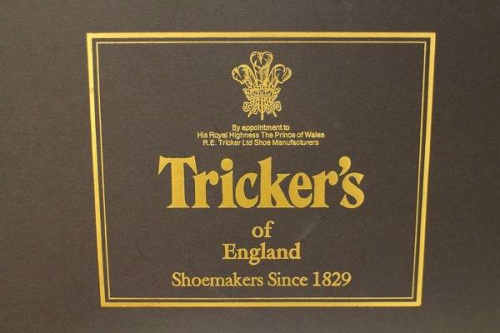 By appointment to
His Royal Highness The Prince of Wales
R.E. Tricker Ltd Shoe Manufacturers
Tricker's
of
England
Shoemakers Since 1829